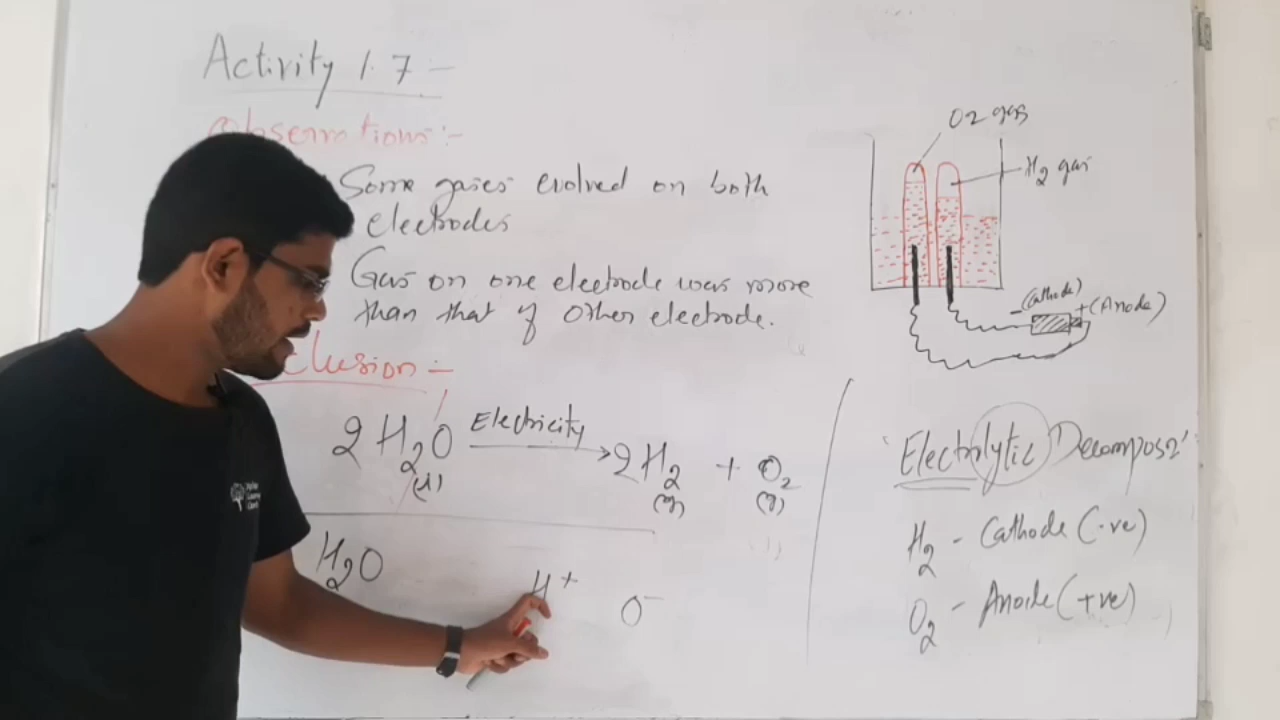 Activity 1.7 -
Observations:-
Some gases evolved on both
electrodes
Gas on one electrode was more
than that of other electrode.
clusion -
2H₂O Electricity → 2H₂ + O₂
(l) (g) (g)
H₂O H⁺ O⁻
O2 gas
H₂ gas
- (Cathode)
+ (Anode)
Electrolytic Decomposⁿ
H₂ - Cathode (-ve)
O₂ - Anode (+ve)